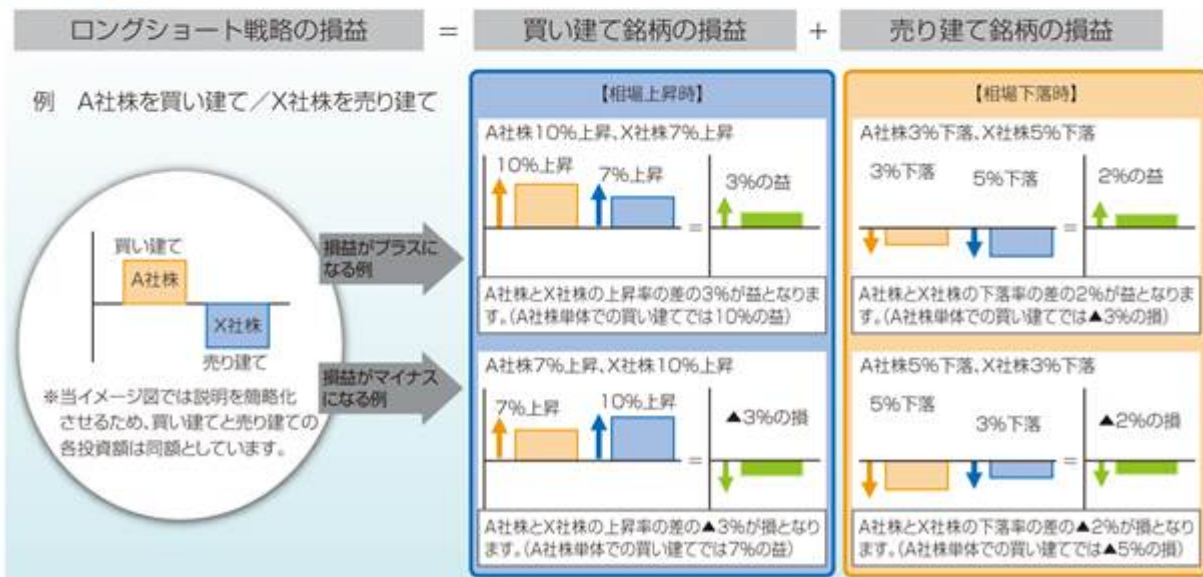 ロングショート戦略の損益 = 買い建て銘柄の損益 + 売り建て銘柄の損益
例 A社株を買い建て／X社株を売り建て
買い建て
A社株
X社株
売り建て
※当イメージ図では説明を簡略化
させるため、買い建てと売り建ての
各投資額は同額としています。
損益がプラスに
なる例
損益がマイナス
になる例
【相場上昇時】
A社株10%上昇、X社株7%上昇
10%上昇
7%上昇
=
3%の益
A社株とX社株の上昇率の差の3%が益となりま
す。(A社株単体での買い建てでは10%の益)
A社株7%上昇、X社株10%上昇
7%上昇
10%上昇
=
▲3%の損
A社株とX社株の上昇率の差の▲3%が損となり
ます。(A社株単体での買い建てでは7%の益)
【相場下落時】
A社株3%下落、X社株5%下落
3%下落
5%下落
=
2%の益
A社株とX社株の下落率の差の2%が益となりま
す。(A社株単体での買い建てでは▲3%の損)
A社株5%下落、X社株3%下落
5%下落
3%下落
=
▲2%の損
A社株とX社株の下落率の差の▲2%が損となり
ます。(A社株単体での買い建てでは▲5%の損)